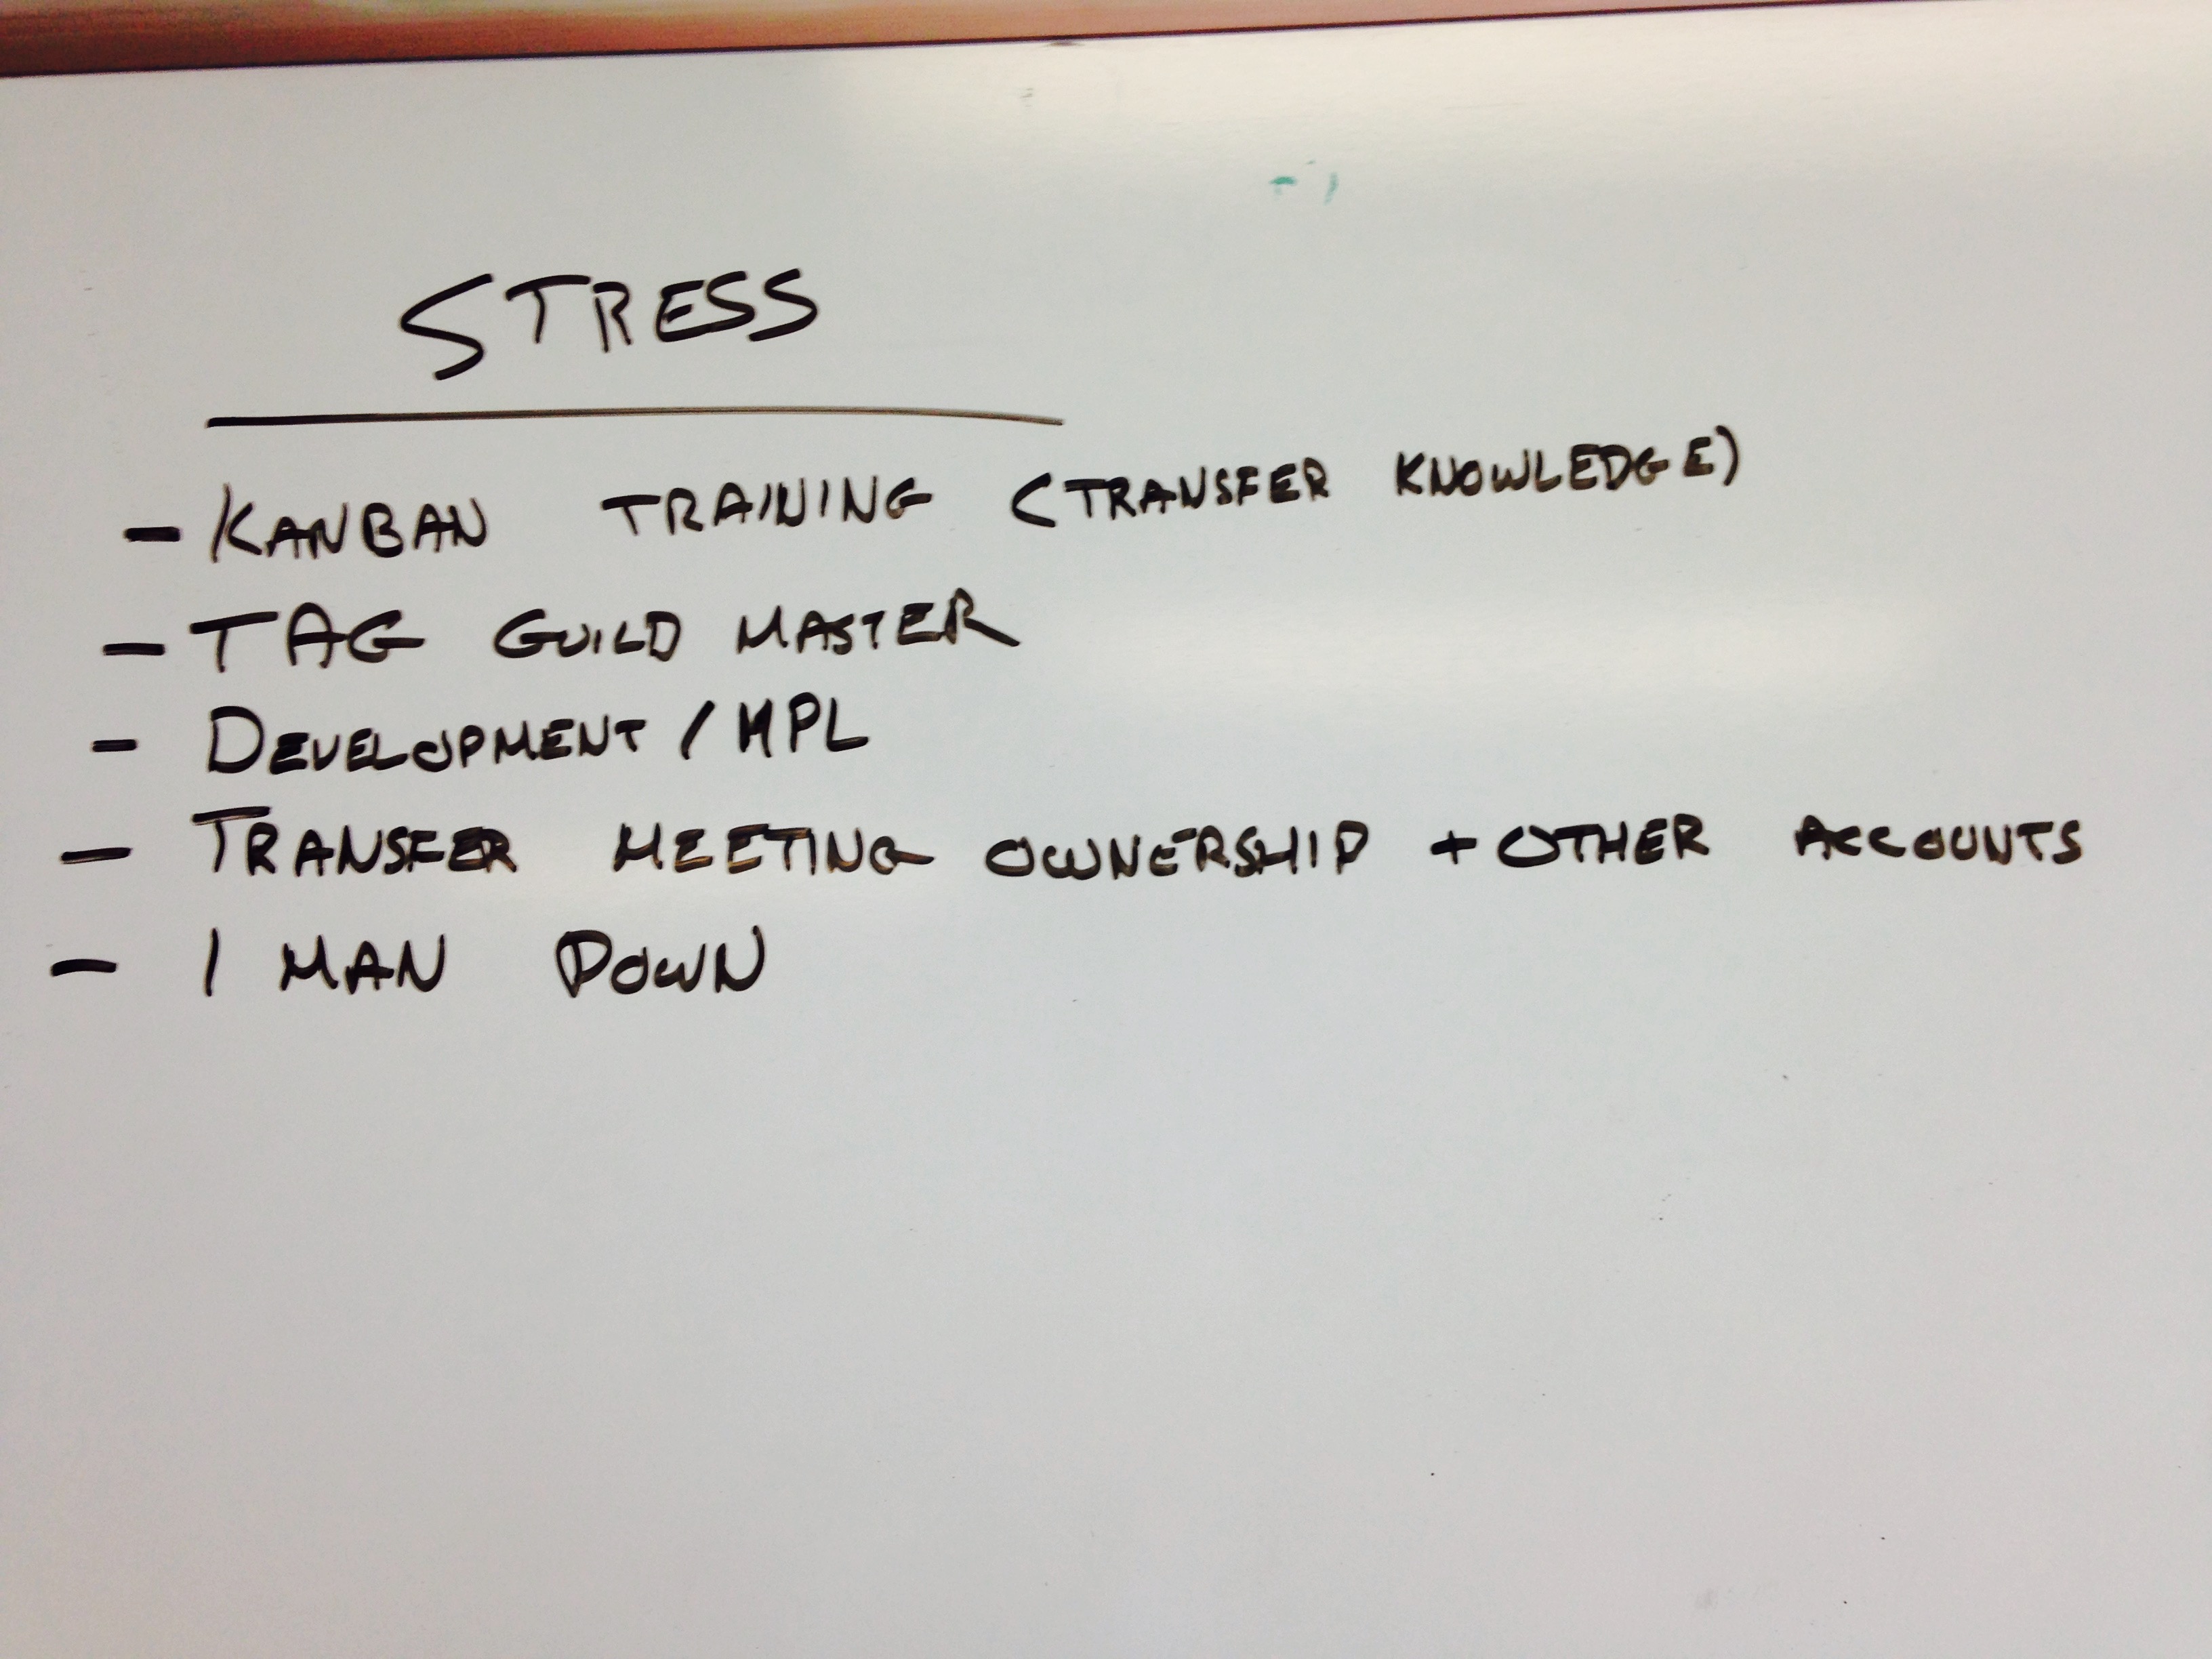 STRESS
- KANBAN TRAINING (TRANSFER KNOWLEDGE)
- TAG GUILD MASTER
- DEVELOPMENT / MPL
- TRANSFER MEETING OWNERSHIP + OTHER ACCOUNTS
- 1 MAN DOWN